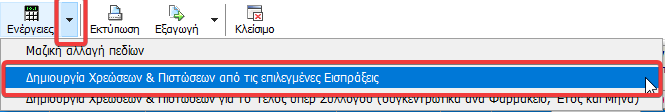 Ενέργειες Εκτύπωση Εξαγωγή Κλείσιμο
Μαζική αλλαγή πεδίων
Δημιουργία Χρεώσεων & Πιστώσεων από τις επιλεγμένες Εισπράξεις
Δημιουργία Χρεώσεων & Πιστώσεων για το Τέλος υπέρ Συλλόγου (συγκεντρωτικά ανά Φαρμακείο, Έτος και Μήνα)